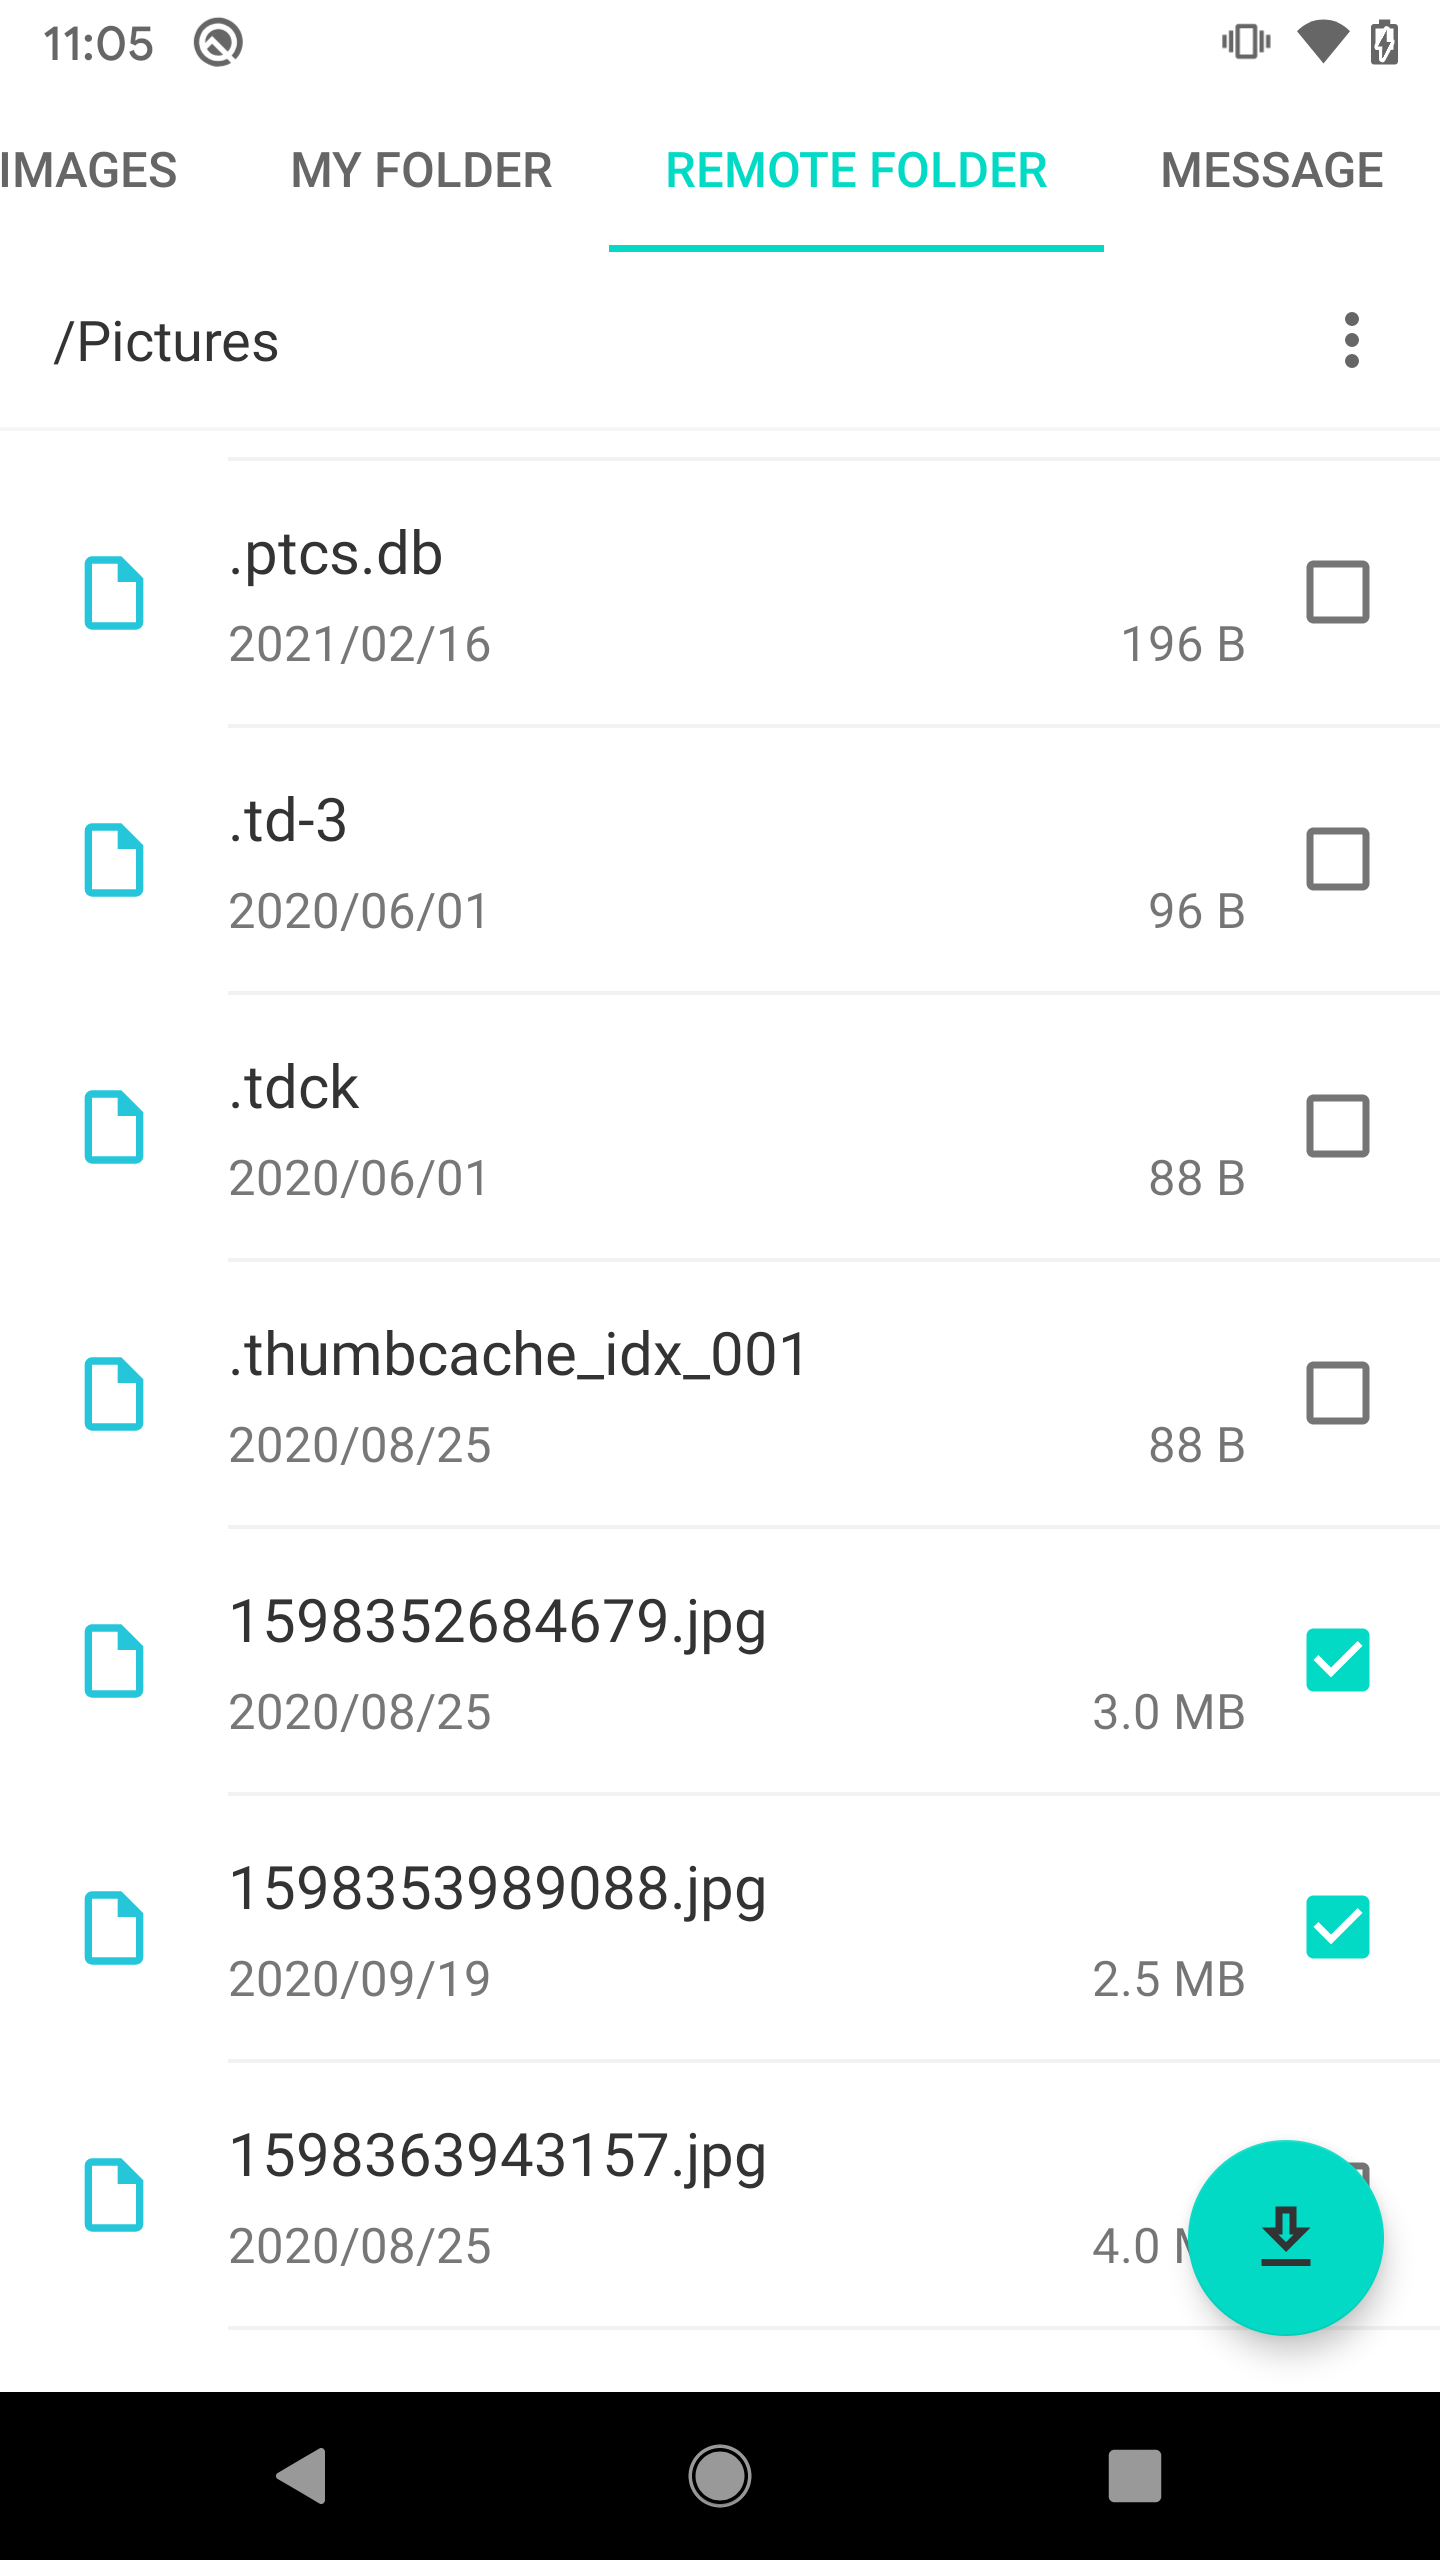 11:05
IMAGES MY FOLDER REMOTE FOLDER MESSAGE
/Pictures
.ptcs.db
2021/02/16 196 B
.td-3
2020/06/01 96 B
.tdck
2020/06/01 88 B
.thumbcache_idx_001
2020/08/25 88 B
1598352684679.jpg
2020/08/25 3.0 MB
1598353989088.jpg
2020/09/19 2.5 MB
1598363943157.jpg
2020/08/25 4.0